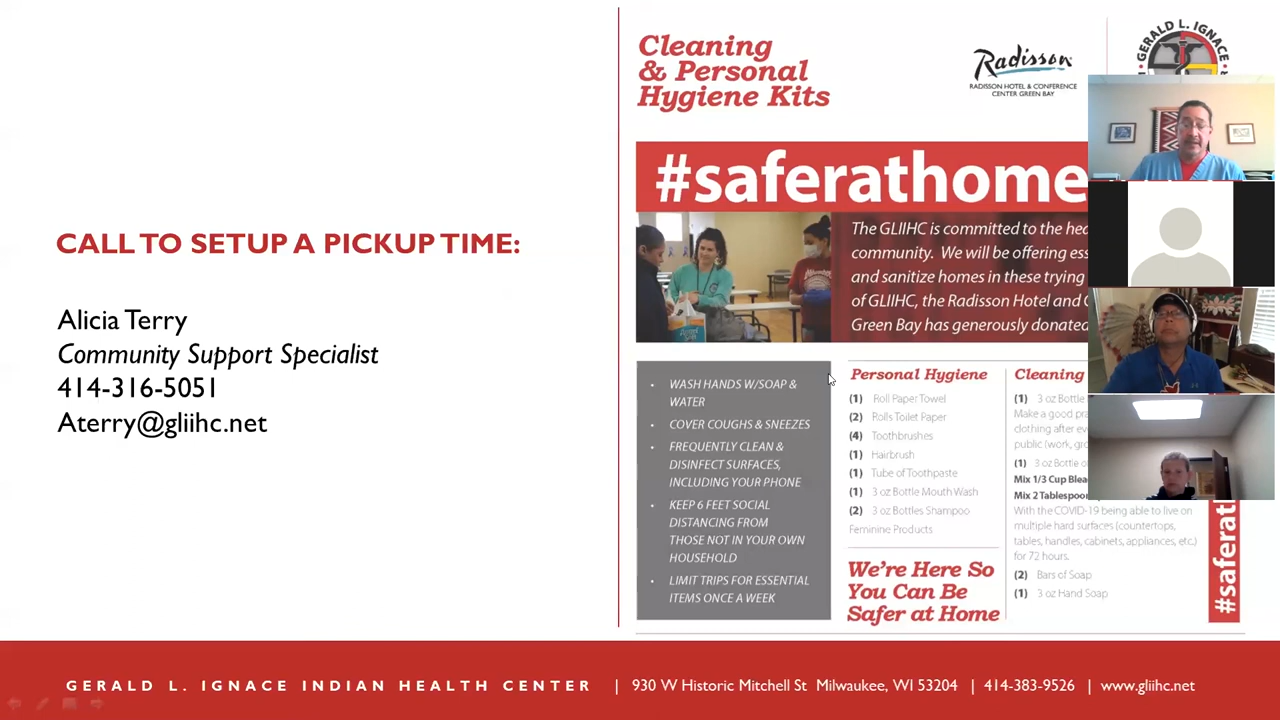 CALL TO SETUP A PICKUP TIME:
Alicia Terry
Community Support Specialist
414-316-5051
Aterry@gliihc.net
Cleaning
& Personal
Hygiene Kits
Radisson
RADISSON HOTEL & CONFERENCE
CENTER GREEN BAY
GERALD L. IGNACE
#saferathome
The GLIIHC is committed to the
community. We will be offering
and sanitize homes in these trying
of GLIIHC, the Radisson Hotel and
Green Bay has generously donated
• WASH HANDS W/SOAP &
WATER
• COVER COUGHS & SNEEZES
• FREQUENTLY CLEAN &
DISINFECT SURFACES,
INCLUDING YOUR PHONE
• KEEP 6 FEET SOCIAL
DISTANCING FROM
THOSE NOT IN YOUR OWN
HOUSEHOLD
• LIMIT TRIPS FOR ESSENTIAL
ITEMS ONCE A WEEK
Personal Hygiene
(1) Roll Paper Towel
(2) Rolls Toilet Paper
(4) Toothbrushes
(1) Hairbrush
(1) Tube of Toothpaste
(1) 3 oz Bottle Mouth Wash
(2) 3 oz Bottles Shampoo
Feminine Products
We're Here So
You Can Be
Safer at Home
Cleaning
(1) 3 oz Bottle
Make a good
clothing after
public (work,
(1) 3 oz Bottle
Mix 1/3 Cup
Mix 2
With the COVID-19 being able to live on
multiple hard surfaces (countertops,
tables, handles, cabinets, appliances, etc.)
for 72 hours.
(2) Bars of Soap
(1) 3 oz Hand Soap
#saferat
GERALD L. IGNACE INDIAN HEALTH CENTER | 930 W Historic Mitchell St Milwaukee, WI 53204 | 414-383-9526 | www.gliihc.net